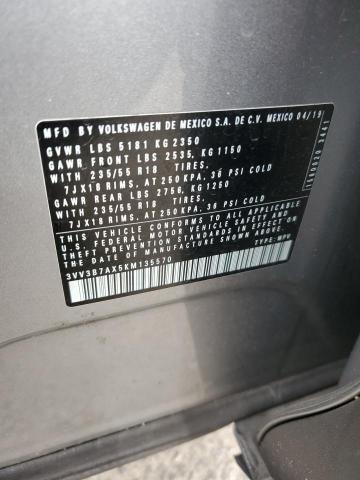 MFD BY VOLKSWAGEN DE MEXICO S.A. DE C.V. MEXICO 04/19
GVWR LBS 5181 KG 2350
GAWR FRONT LBS 2535, KG 1150
WITH 235/55 R18 TIRES.
7JX18 RIMS, AT 250 KPA, 36 PSI COLD
GAWR REAR LBS 2756, KG 1250
WITH 235/55 R18 TIRES.
7JX18 RIMS, AT 250 KPA, 36 PSI COLD
THIS VEHICLE CONFORMS TO ALL APPLICABLE
U.S. FEDERAL MOTOR VEHICLE SAFETY AND
THEFT PREVENTION STANDARDS IN EFFECT ON
THE DATE OF MANUFACTURE SHOWN ABOVE.
TYPE: MPV
3VV3B7AX5KM135570